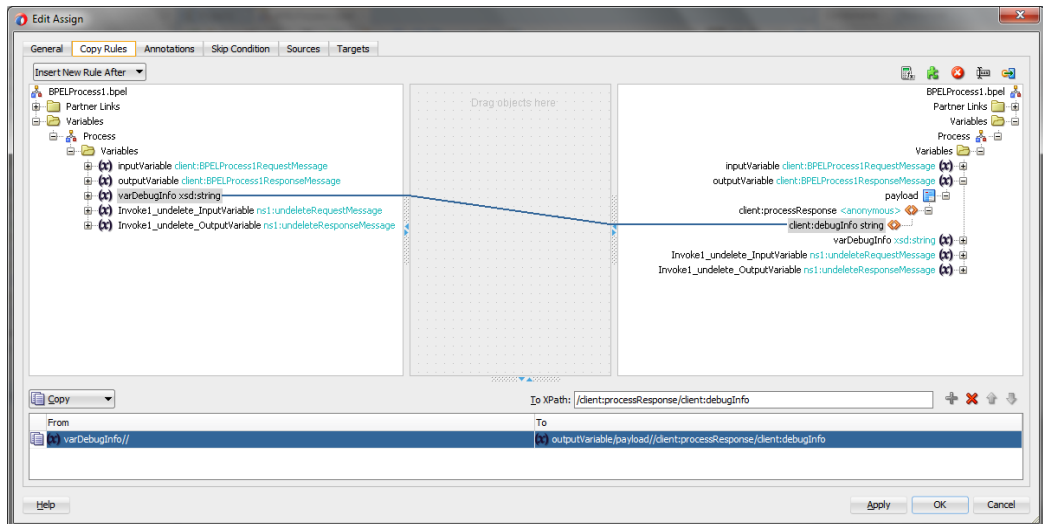 Edit Assign
General Copy Rules Annotations Skip Condition Sources Targets
Insert New Rule After
BPELProcess1.bpel
Partner Links
Variables
Process
Variables
inputVariable client:BPELProcess1RequestMessage
outputVariable client:BPELProcess1ResponseMessage
varDebugInfo xsd:string
Invoke1_undelete_InputVariable ns1:undeleteRequestMessage
Invoke1_undelete_OutputVariable ns1:undeleteResponseMessage
Drag objects here
BPELProcess1.bpel
Partner Links
Variables
Process
Variables
inputVariable client:BPELProcess1RequestMessage
outputVariable client:BPELProcess1ResponseMessage
payload
client:processResponse <anonymous>
client:debugInfo string
varDebugInfo xsd:string
Invoke1_undelete_InputVariable ns1:undeleteRequestMessage
Invoke1_undelete_OutputVariable ns1:undeleteResponseMessage
Copy
To XPath: /client:processResponse/client:debugInfo
From To
varDebugInfo// outputVariable/payload//client:processResponse/client:debugInfo
Help Apply OK Cancel